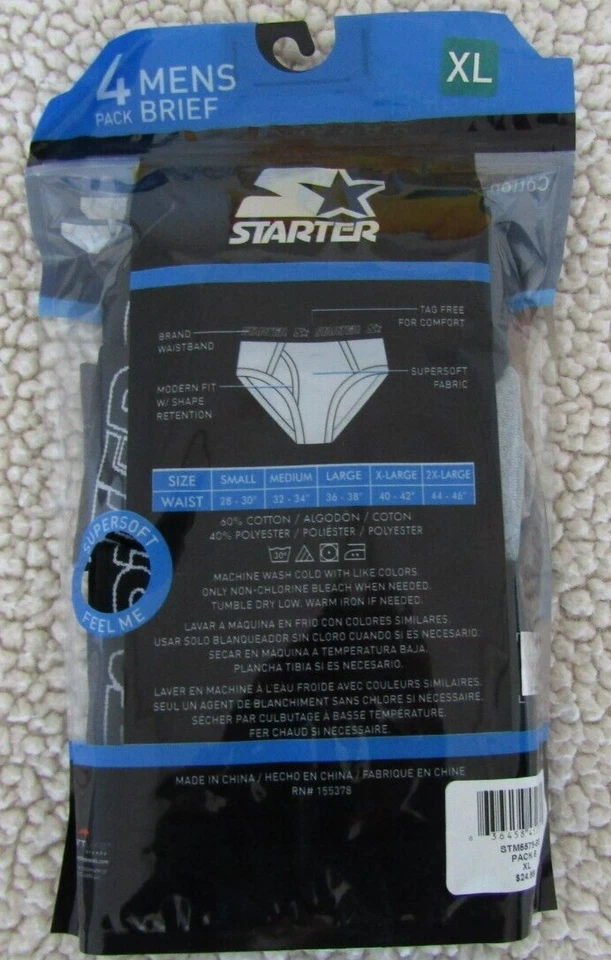 4 MENS
PACK BRIEF
XL
Cotton
STARTER
TAG FREE
FOR COMFORT
BRAND
WAISTBAND
STARTER STARTER
SUPERSOFT
FABRIC
MODERN FIT
W/ SHAPE
RETENTION
SIZE SMALL MEDIUM LARGE X-LARGE 2X-LARGE
WAIST 28 - 30" 32 - 34" 36 - 38" 40 - 42" 44 - 46"
60% COTTON / ALGODÓN / COTON
40% POLYESTER / POLIÉSTER / POLYESTER
30°
SUPERSOFT
FEEL ME
MACHINE WASH COLD WITH LIKE COLORS
ONLY NON-CHLORINE BLEACH WHEN NEEDED.
TUMBLE DRY LOW. WARM IRON IF NEEDED.
LAVAR A MAQUINA EN FRIO CON COLORES SIMILARES.
USAR SOLO BLANQUEADOR SIN CLORO CUANDO SI ES NECESARIO.
SECAR EN MAQUINA A TEMPERATURA BAJA.
PLANCHA TIBIA SI ES NECESARIO.
LAVER EN MACHINE À L'EAU FROIDE AVEC COULEURS SIMILAIRES.
SEUL UN AGENT DE BLANCHIMENT SANS CHLORE SI NÉCESSAIRE.
SÉCHER PAR CULBUTAGE À BASSE TEMPÉRATURE.
FER CHAUD SI NECESSAIRE.
MADE IN CHINA / HECHO EN CHINA / FABRIQUE EN CHINE
RN# 155378
PACK
XL